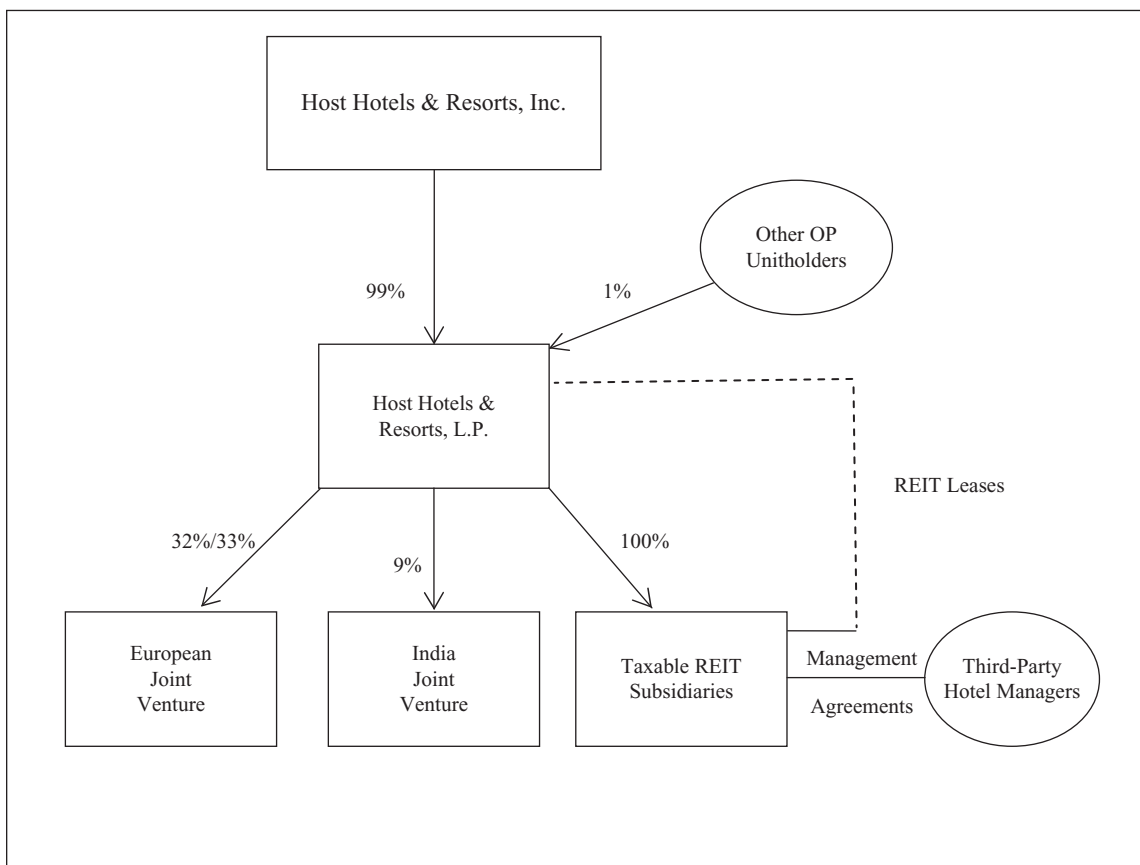 Host Hotels & Resorts, Inc.
Other OP
Unitholders
99%
1%
Host Hotels &
Resorts, L.P.
REIT Leases
32%/33%
9%
100%
European
Joint
Venture
India
Joint
Venture
Taxable REIT
Subsidiaries
Management
Agreements
Third-Party
Hotel Managers